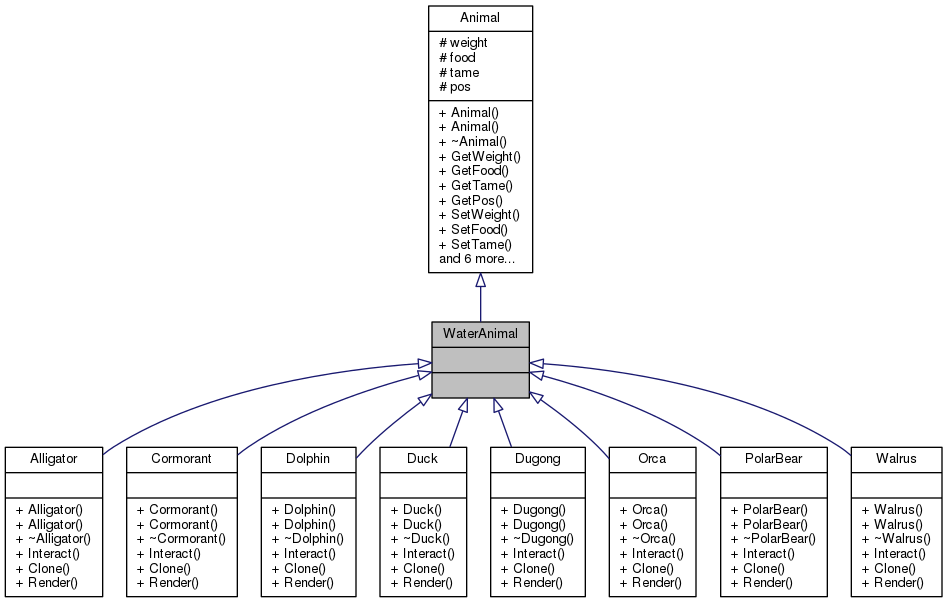 Animal
# weight
# food
# tame
# pos
+ Animal()
+ Animal()
+ ~Animal()
+ GetWeight()
+ GetFood()
+ GetTame()
+ GetPos()
+ SetWeight()
+ SetFood()
+ SetTame()
and 6 more...
WaterAnimal
Alligator
+ Alligator()
+ Alligator()
+ ~Alligator()
+ Interact()
+ Clone()
+ Render()
Cormorant
+ Cormorant()
+ Cormorant()
+ ~Cormorant()
+ Interact()
+ Clone()
+ Render()
Dolphin
+ Dolphin()
+ Dolphin()
+ ~Dolphin()
+ Interact()
+ Clone()
+ Render()
Duck
+ Duck()
+ Duck()
+ ~Duck()
+ Interact()
+ Clone()
+ Render()
Dugong
+ Dugong()
+ Dugong()
+ ~Dugong()
+ Interact()
+ Clone()
+ Render()
Orca
+ Orca()
+ Orca()
+ ~Orca()
+ Interact()
+ Clone()
+ Render()
PolarBear
+ PolarBear()
+ PolarBear()
+ ~PolarBear()
+ Interact()
+ Clone()
+ Render()
Walrus
+ Walrus()
+ Walrus()
+ ~Walrus()
+ Interact()
+ Clone()
+ Render()